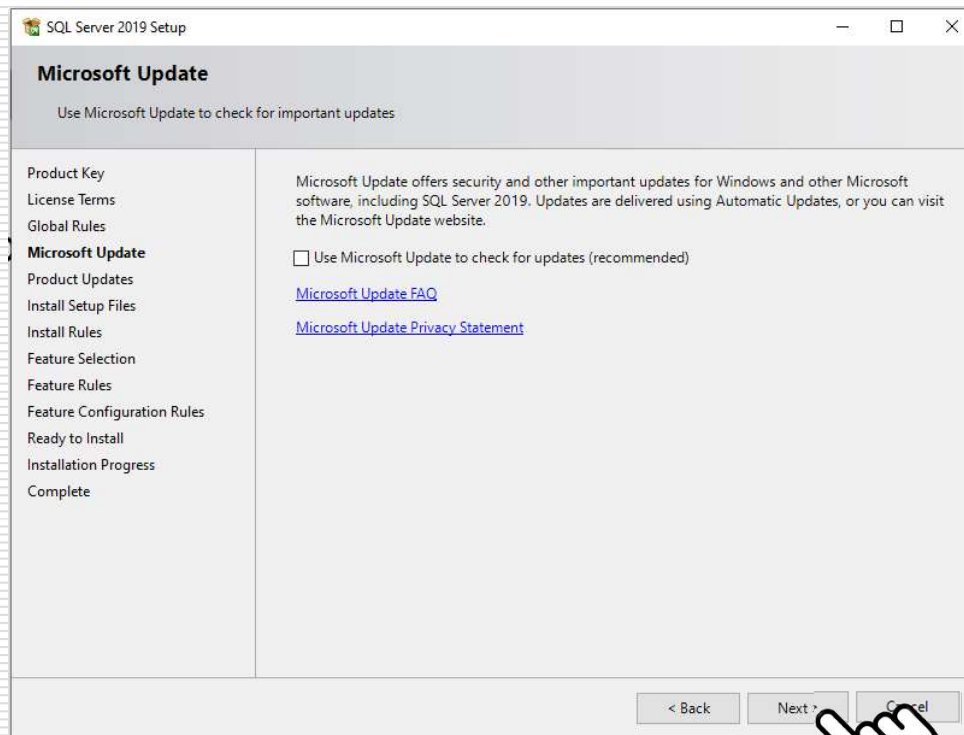 SQL Server 2019 Setup
Microsoft Update
Use Microsoft Update to check for important updates
Product Key
License Terms
Global Rules
Microsoft Update
Product Updates
Install Setup Files
Install Rules
Feature Selection
Feature Rules
Feature Configuration Rules
Ready to Install
Installation Progress
Complete
Microsoft Update offers security and other important updates for Windows and other Microsoft
software, including SQL Server 2019. Updates are delivered using Automatic Updates, or you can visit
the Microsoft Update website.
Use Microsoft Update to check for updates (recommended)
Microsoft Update FAQ
Microsoft Update Privacy Statement
< Back
Next >
Cancel